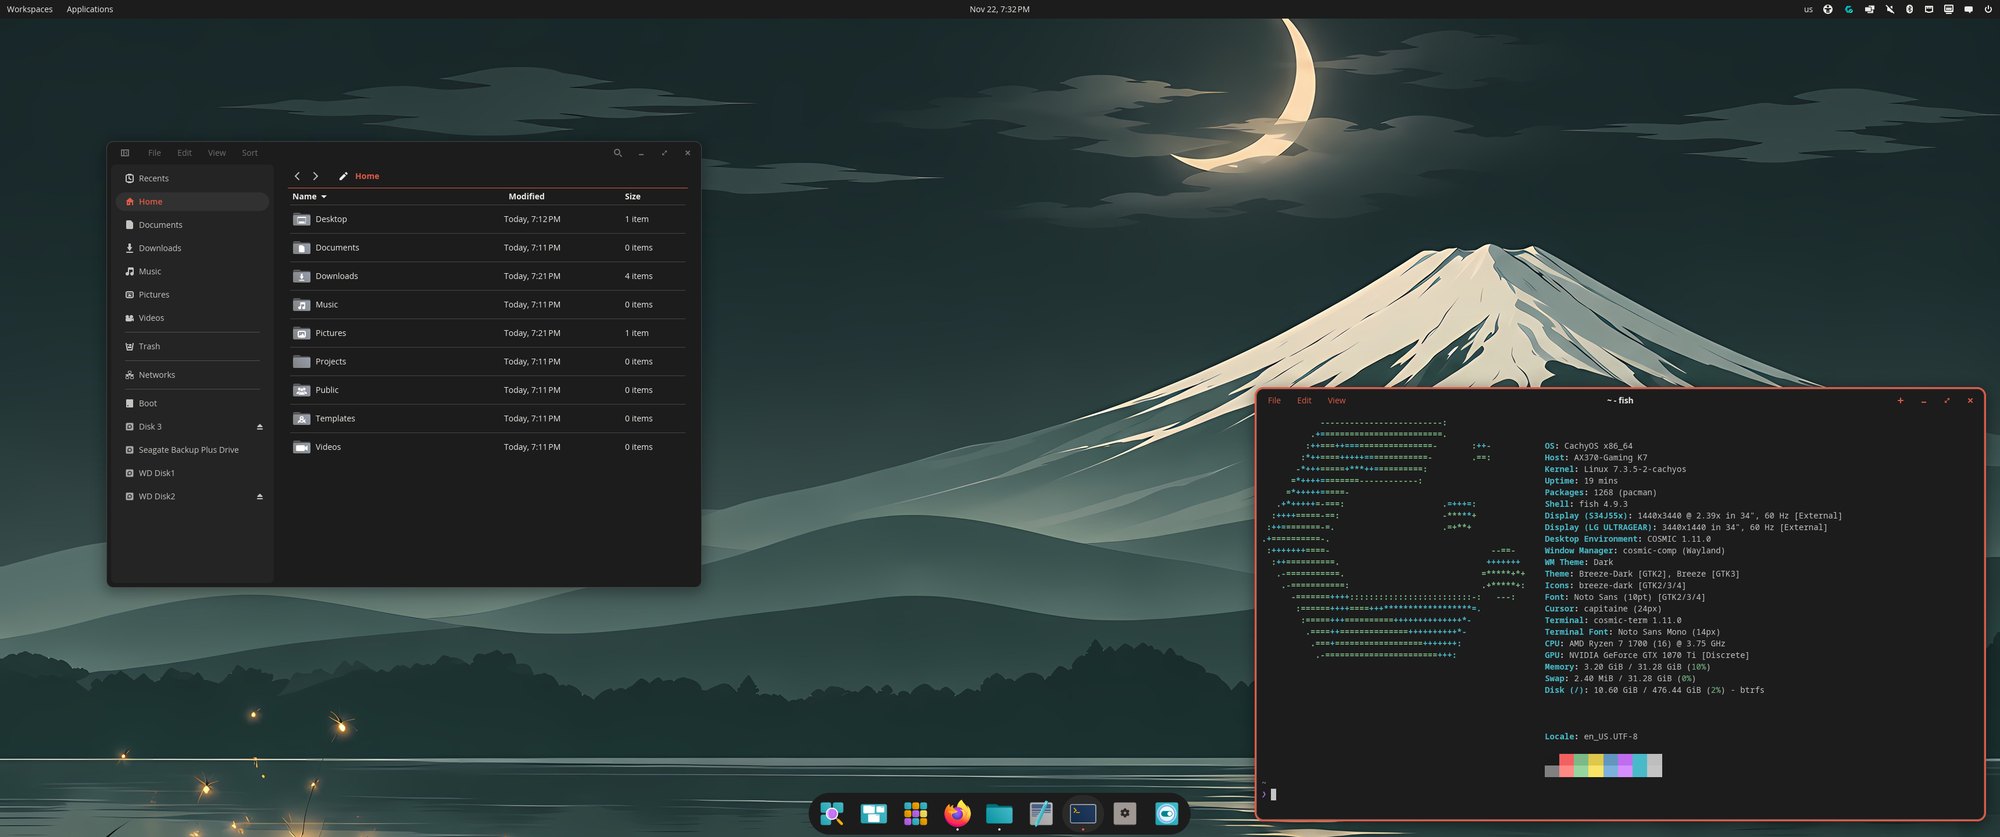 Workspaces Applications Nov 22, 7:32 PM us
File Edit View Sort
Recents
Home
Documents
Downloads
Music
Pictures
Videos
Trash
Networks
Boot
Disk 3
Seagate Backup Plus Drive
WD Disk1
WD Disk2
Home
Name Modified Size
Desktop Today, 7:12 PM 1 item
Documents Today, 7:11 PM 0 items
Downloads Today, 7:21 PM 4 items
Music Today, 7:11 PM 0 items
Pictures Today, 7:21 PM 1 item
Projects Today, 7:11 PM 0 items
Public Today, 7:11 PM 0 items
Templates Today, 7:11 PM 0 items
Videos Today, 7:11 PM 0 items
File Edit View ~ - fish
OS: CachyOS x86_64
Host: AX370-Gaming K7
Kernel: Linux 7.3.5-2-cachyos
Uptime: 19 mins
Packages: 1268 (pacman)
Shell: fish 4.9.3
Display (S34J55x): 1440x3440 @ 2.39x in 34", 60 Hz [External]
Display (LG ULTRAGEAR): 3440x1440 in 34", 60 Hz [External]
Desktop Environment: COSMIC 1.11.0
Window Manager: cosmic-comp (Wayland)
WM Theme: Dark
Theme: Breeze-Dark [GTK2], Breeze [GTK3]
Icons: breeze-dark [GTK2/3/4]
Font: Noto Sans (10pt) [GTK2/3/4]
Cursor: capitaine (24px)
Terminal: cosmic-term 1.11.0
Terminal Font: Noto Sans Mono (14px)
CPU: AMD Ryzen 7 1700 (16) @ 3.75 GHz
GPU: NVIDIA GeForce GTX 1070 Ti [Discrete]
Memory: 3.20 GiB / 31.28 GiB (10%)
Swap: 2.40 MiB / 31.28 GiB (0%)
Disk (/): 10.60 GiB / 476.44 GiB (2%) - btrfs
Locale: en_US.UTF-8
~
❯